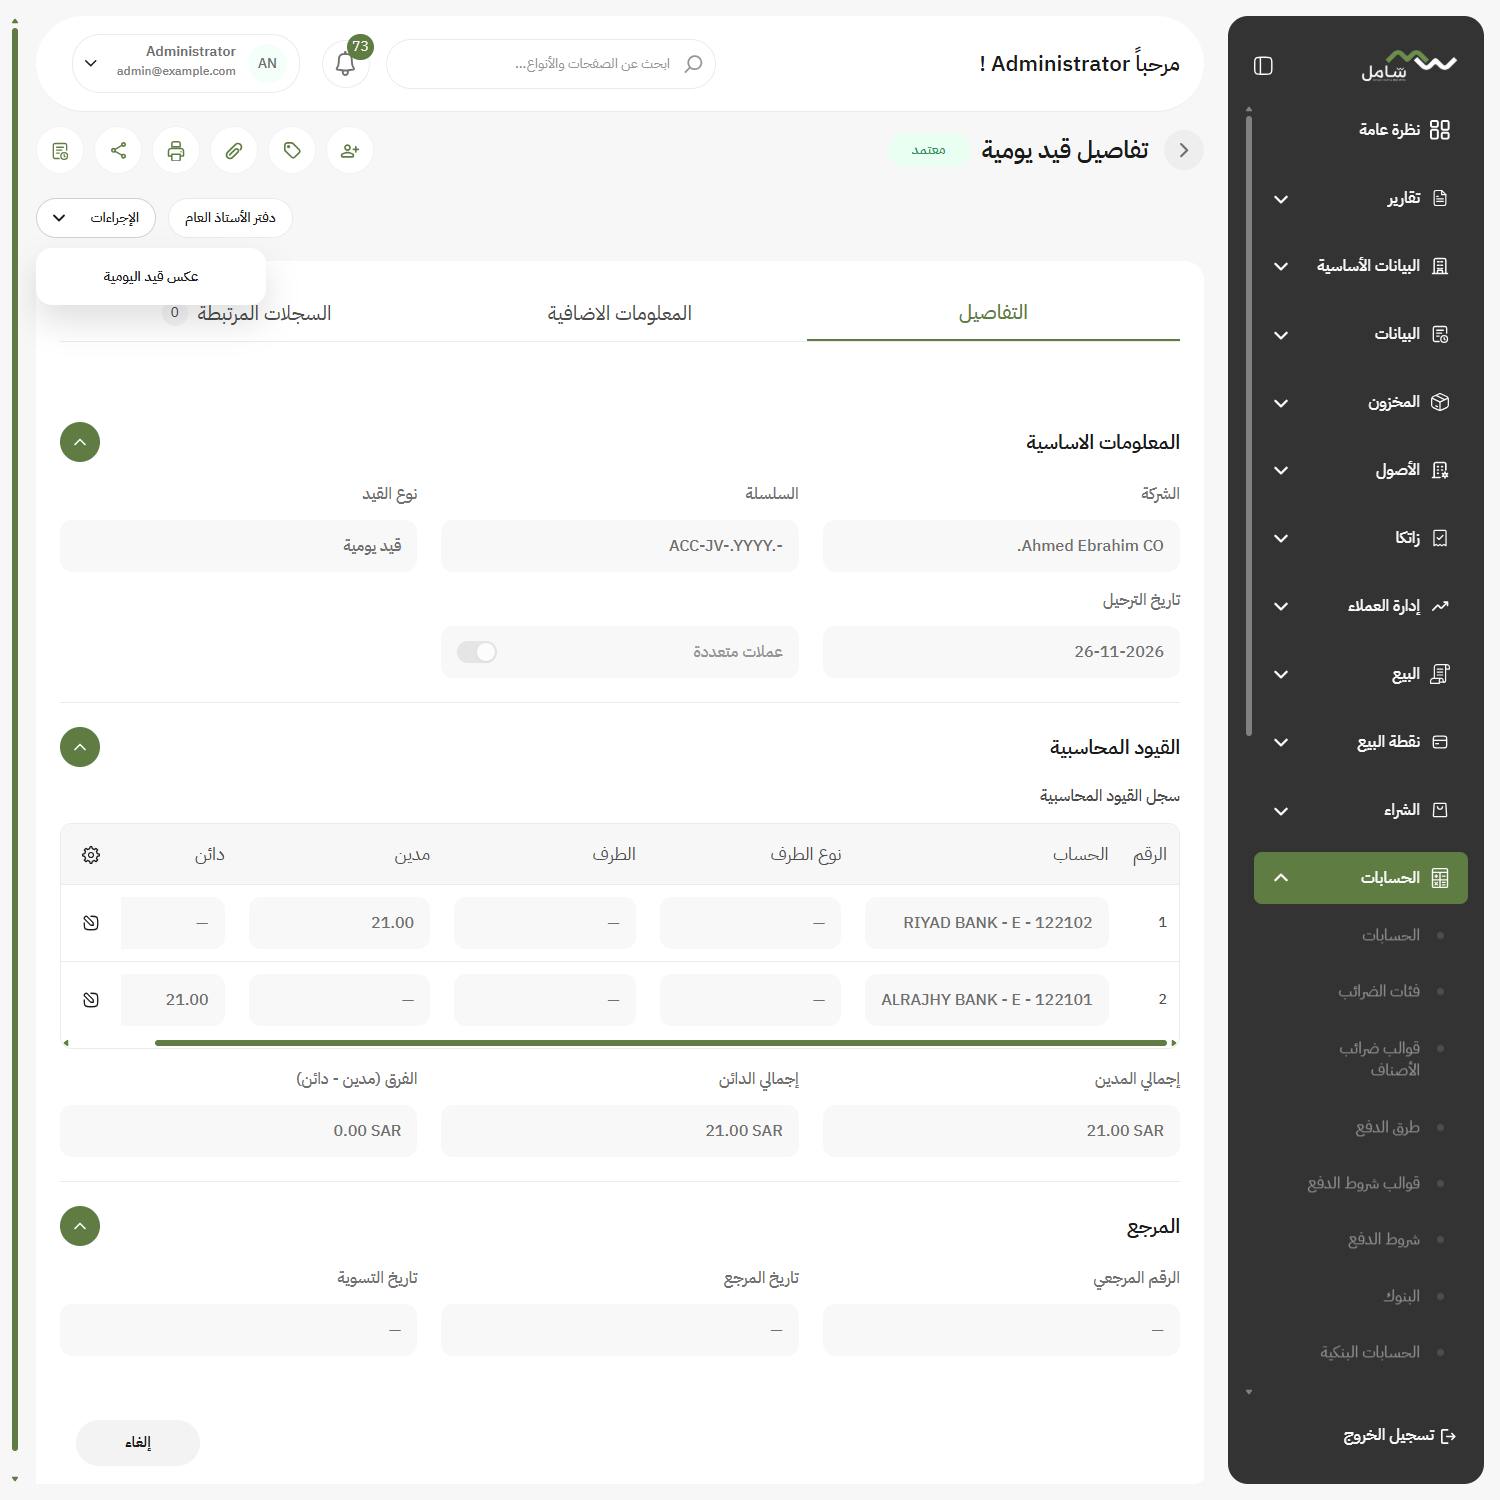 شامل
نظرة عامة
تقارير
البيانات الأساسية
البيانات
المخزون
الأصول
زاتكا
إدارة العملاء
البيع
نقطة البيع
الشراء
الحسابات
الحسابات
فئات الضرائب
قوالب ضرائب
الأصناف
طرق الدفع
قوالب شروط الدفع
شروط الدفع
البنوك
الحسابات البنكية
تسجيل الخروج
مرحباً Administrator !
ابحث عن الصفحات والأنواع...
73
AN
Administrator
admin@example.com
تفاصيل قيد يومية
معتمد
دفتر الأستاذ العام
الإجراءات
عكس قيد اليومية
التفاصيل
المعلومات الاضافية
السجلات المرتبطة 0
المعلومات الاساسية
الشركة السلسلة نوع القيد
Ahmed Ebrahim CO. ACC-JV-.YYYY.- قيد يومية
تاريخ الترحيل
26-11-2026 عملات متعددة
القيود المحاسبية
سجل القيود المحاسبية
الرقم الحساب نوع الطرف الطرف مدين دائن
1 RIYAD BANK - E - 122102 — — 21.00 —
2 ALRAJHY BANK - E - 122101 — — — 21.00
إجمالي المدين إجمالي الدائن الفرق (مدين - دائن)
21.00 SAR 21.00 SAR 0.00 SAR
المرجع
الرقم المرجعي تاريخ المرجع تاريخ التسوية
— — —
إلغاء